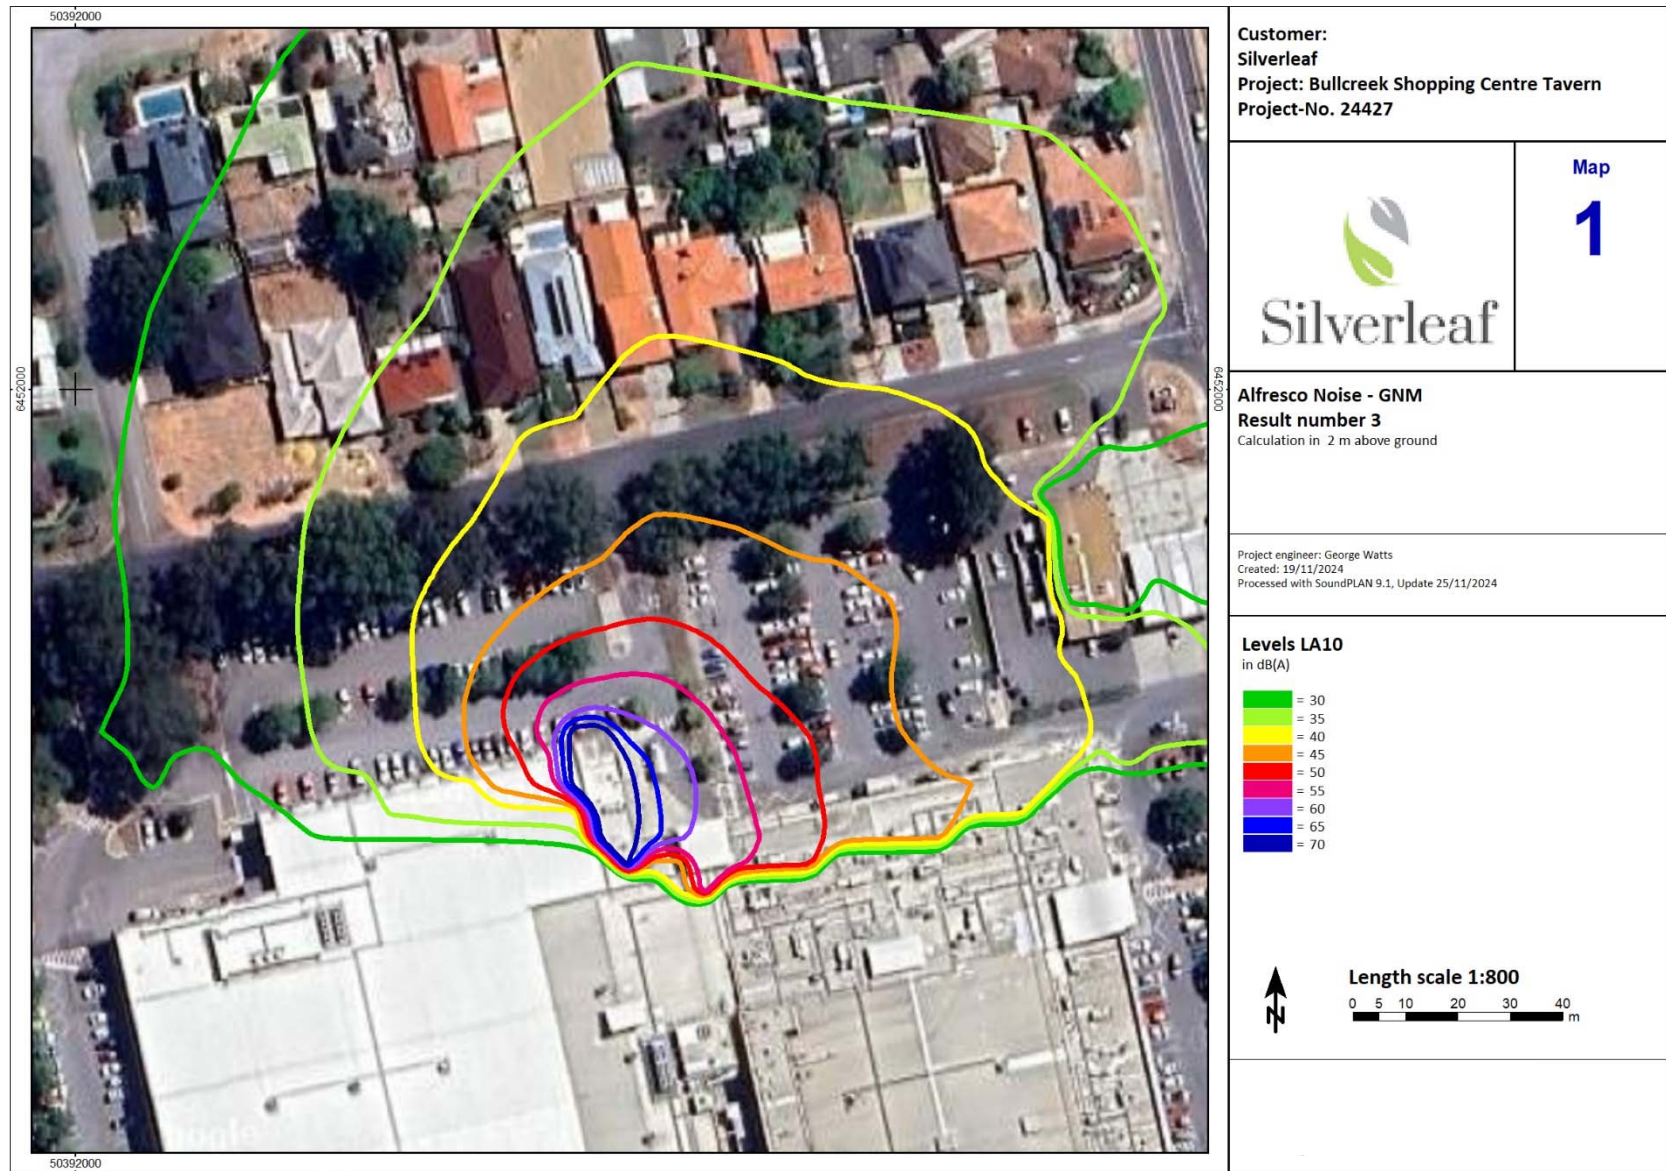 50392000
Customer:
Silverleaf
Project: Bullcreek Shopping Centre Tavern
Project-No. 24427
Map
1
Silverleaf
6452000
6452000
Alfresco Noise - GNM
Result number 3
Calculation in 2 m above ground
Project engineer: George Watts
Created: 19/11/2024
Processed with SoundPLAN 9.1, Update 25/11/2024
Levels LA10
in dB(A)
= 30
= 35
= 40
= 45
= 50
= 55
= 60
= 65
= 70
N
Length scale 1:800
0 5 10 20 30 40
m
50392000